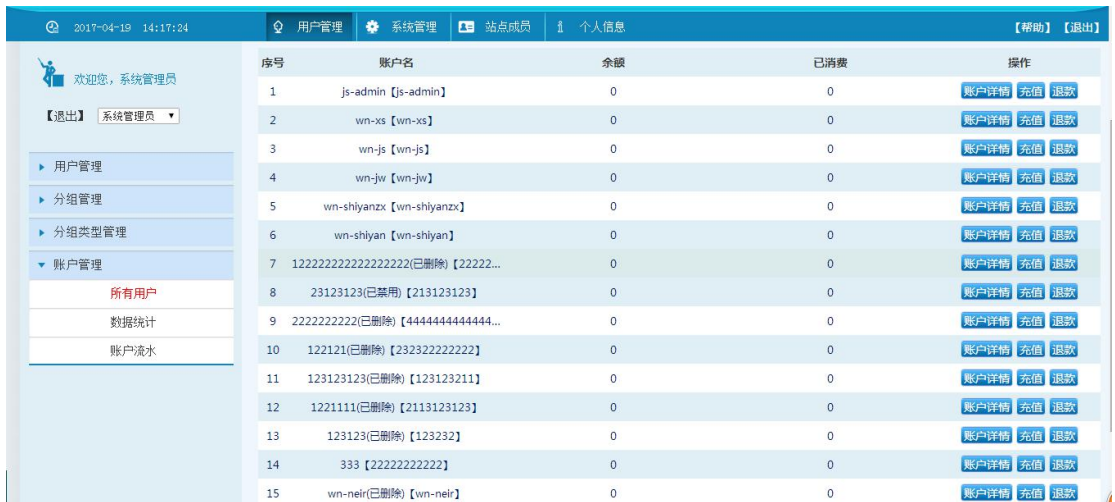 2017-04-19 14:17:24 用户管理 系统管理 站点成员 个人信息 【帮助】 【退出】
欢迎您，系统管理员
【退出】 系统管理员
用户管理
分组管理
分组类型管理
账户管理
所有用户
数据统计
账户流水
序号 账户名 余额 已消费 操作
1 js-admin【js-admin】 0 0 账户详情 充值 退款
2 wn-xs【wn-xs】 0 0 账户详情 充值 退款
3 wn-js【wn-js】 0 0 账户详情 充值 退款
4 wn-jw【wn-jw】 0 0 账户详情 充值 退款
5 wn-shiyanzx【wn-shiyanzx】 0 0 账户详情 充值 退款
6 wn-shiyan【wn-shiyan】 0 0 账户详情 充值 退款
7 122222222222222222(已删除)【22222... 0 0 账户详情 充值 退款
8 23123123(已禁用)【213123123】 0 0 账户详情 充值 退款
9 2222222222(已删除)【4444444444444... 0 0 账户详情 充值 退款
10 122121(已删除)【232322222222】 0 0 账户详情 充值 退款
11 123123123(已删除)【123123211】 0 0 账户详情 充值 退款
12 1221111(已删除)【2113123123】 0 0 账户详情 充值 退款
13 123123(已删除)【123232】 0 0 账户详情 充值 退款
14 333【22222222222】 0 0 账户详情 充值 退款
15 wn-neir(已删除)【wn-neir】 0 0 账户详情 充值 退款